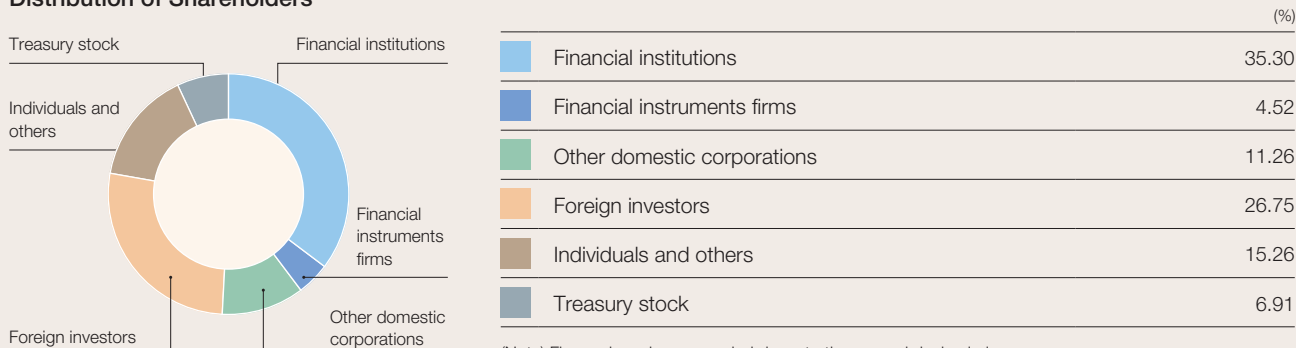 Distribution of Shareholders
Treasury stock
Financial institutions
Individuals and
others
Financial
instruments
firms
Other domestic
corporations
Foreign investors
(%)
Financial institutions 35.30
Financial instruments firms 4.52
Other domestic corporations 11.26
Foreign investors 26.75
Individuals and others 15.26
Treasury stock 6.91